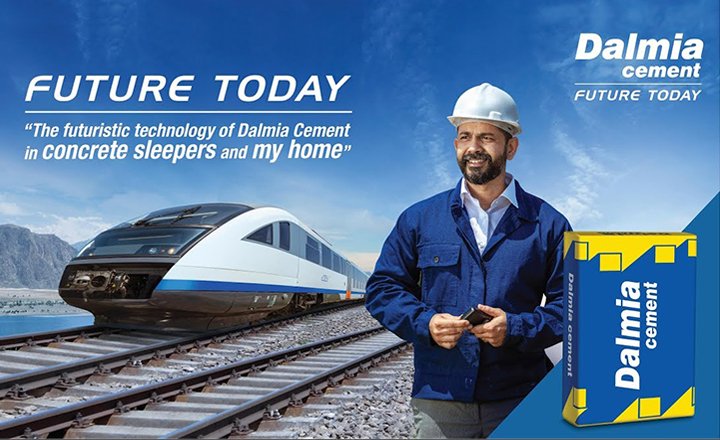 FUTURE TODAY
"The futuristic technology of Dalmia Cement
in concrete sleepers and my home"
Dalmia
cement
FUTURE TODAY
Dalmia cement
Dalmia
cement